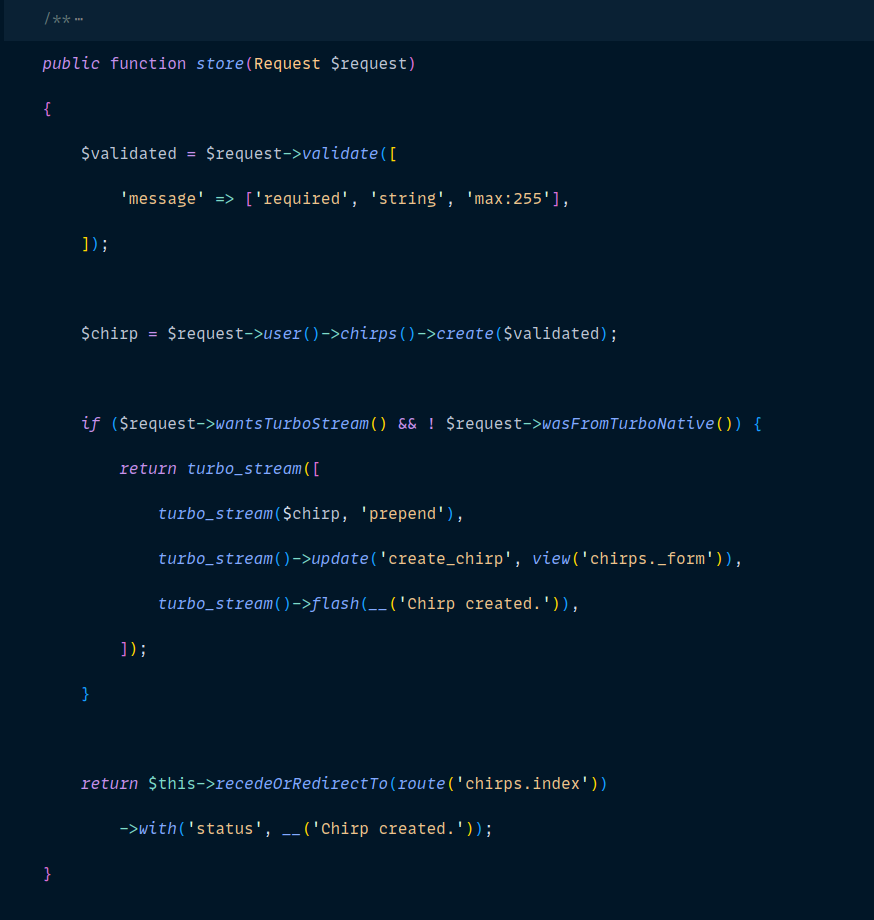 /** ⋯
public function store(Request $request)
{
    $validated = $request->validate([
        'message' => ['required', 'string', 'max:255'],
    ]);
    $chirp = $request->user()->chirps()->create($validated);
    if ($request->wantsTurboStream() && ! $request->wasFromTurboNative()) {
        return turbo_stream([
            turbo_stream($chirp, 'prepend'),
            turbo_stream()->update('create_chirp', view('chirps._form')),
            turbo_stream()->flash(__('Chirp created.')),
        ]);
    }
    return $this->recedeOrRedirectTo(route('chirps.index'))
        ->with('status', __('Chirp created.'));
}